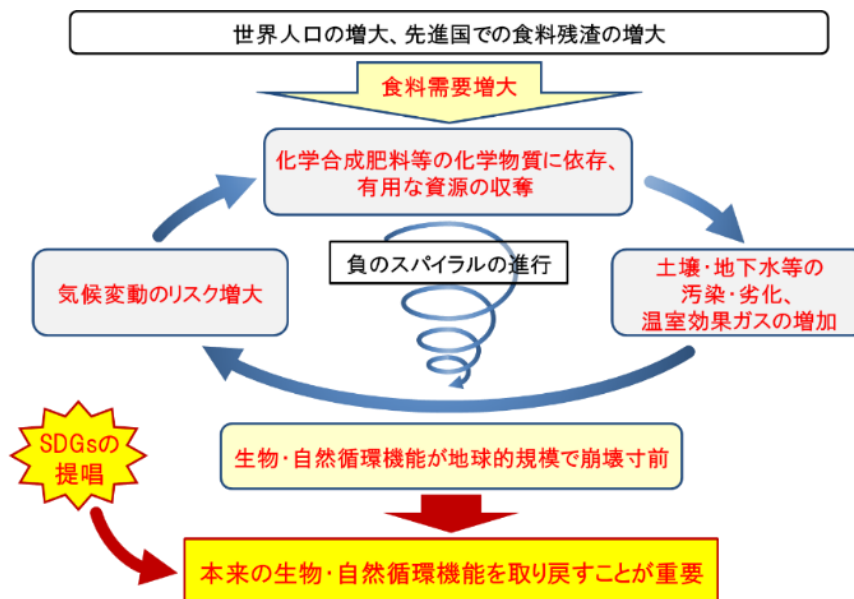 世界人口の増大、先進国での食料残渣の増大
食料需要増大
化学合成肥料等の化学物質に依存、
有用な資源の収奪
負のスパイラルの進行
気候変動のリスク増大
土壌・地下水等の
汚染・劣化、
温室効果ガスの増加
生物・自然循環機能が地球的規模で崩壊寸前
SDGsの
提唱
本来の生物・自然循環機能を取り戻すことが重要